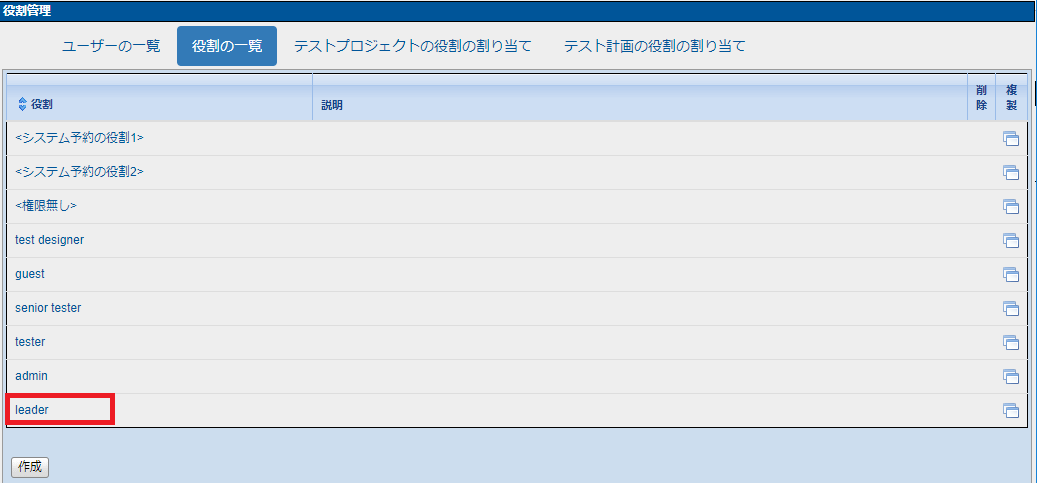 役割管理
ユーザーの一覧 役割の一覧 テストプロジェクトの役割の割り当て テスト計画の役割の割り当て
役割 説明 削除 複製
<システム予約の役割1>
<システム予約の役割2>
<権限無し>
test designer
guest
senior tester
tester
admin
leader
作成